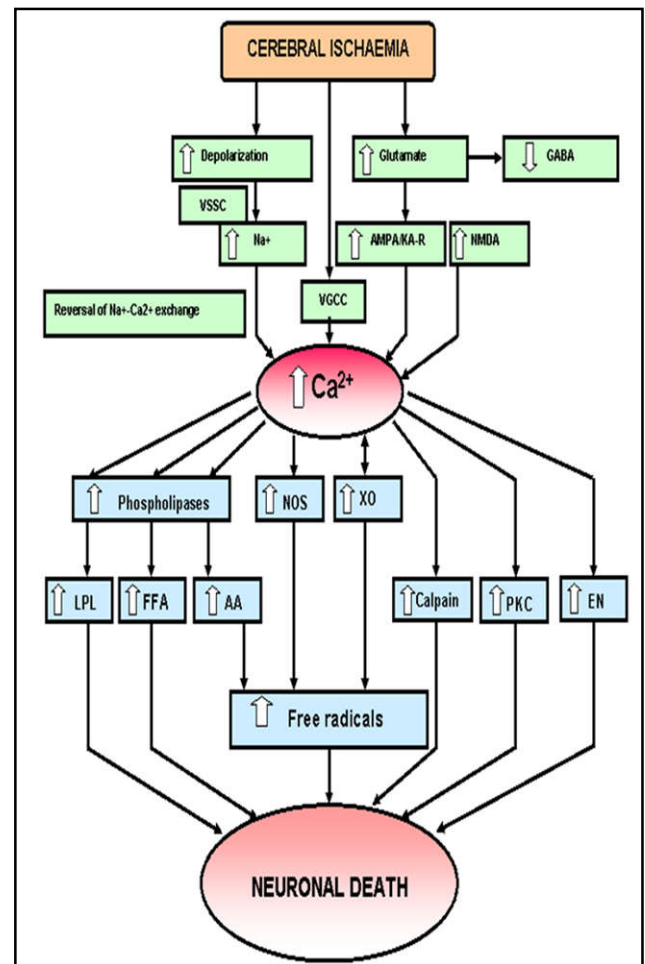 CEREBRAL ISCHAEMIA
Depolarization
Glutamate
GABA
VSSC
Na+
AMPA/KA-R
NMDA
Reversal of Na+-Ca2+ exchange
VGCC
Ca²⁺
Phospholipases
NOS
XO
LPL
FFA
AA
Calpain
PKC
EN
Free radicals
NEURONAL DEATH